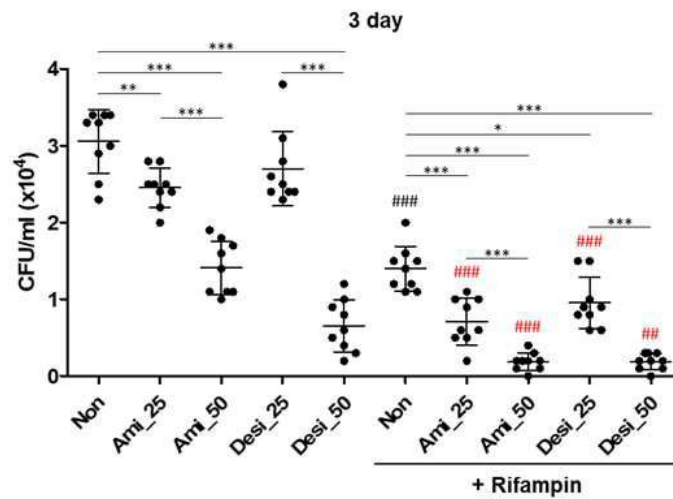 3 day
***
***
***
**
***
***
*
***
***
###
***
###
***
###
###
##
CFU/ml (x10⁴)
4
3
2
1
0
Non
Ami_25
Ami_50
Desi_25
Desi_50
Non
Ami_25
Ami_50
Desi_25
Desi_50
+ Rifampin